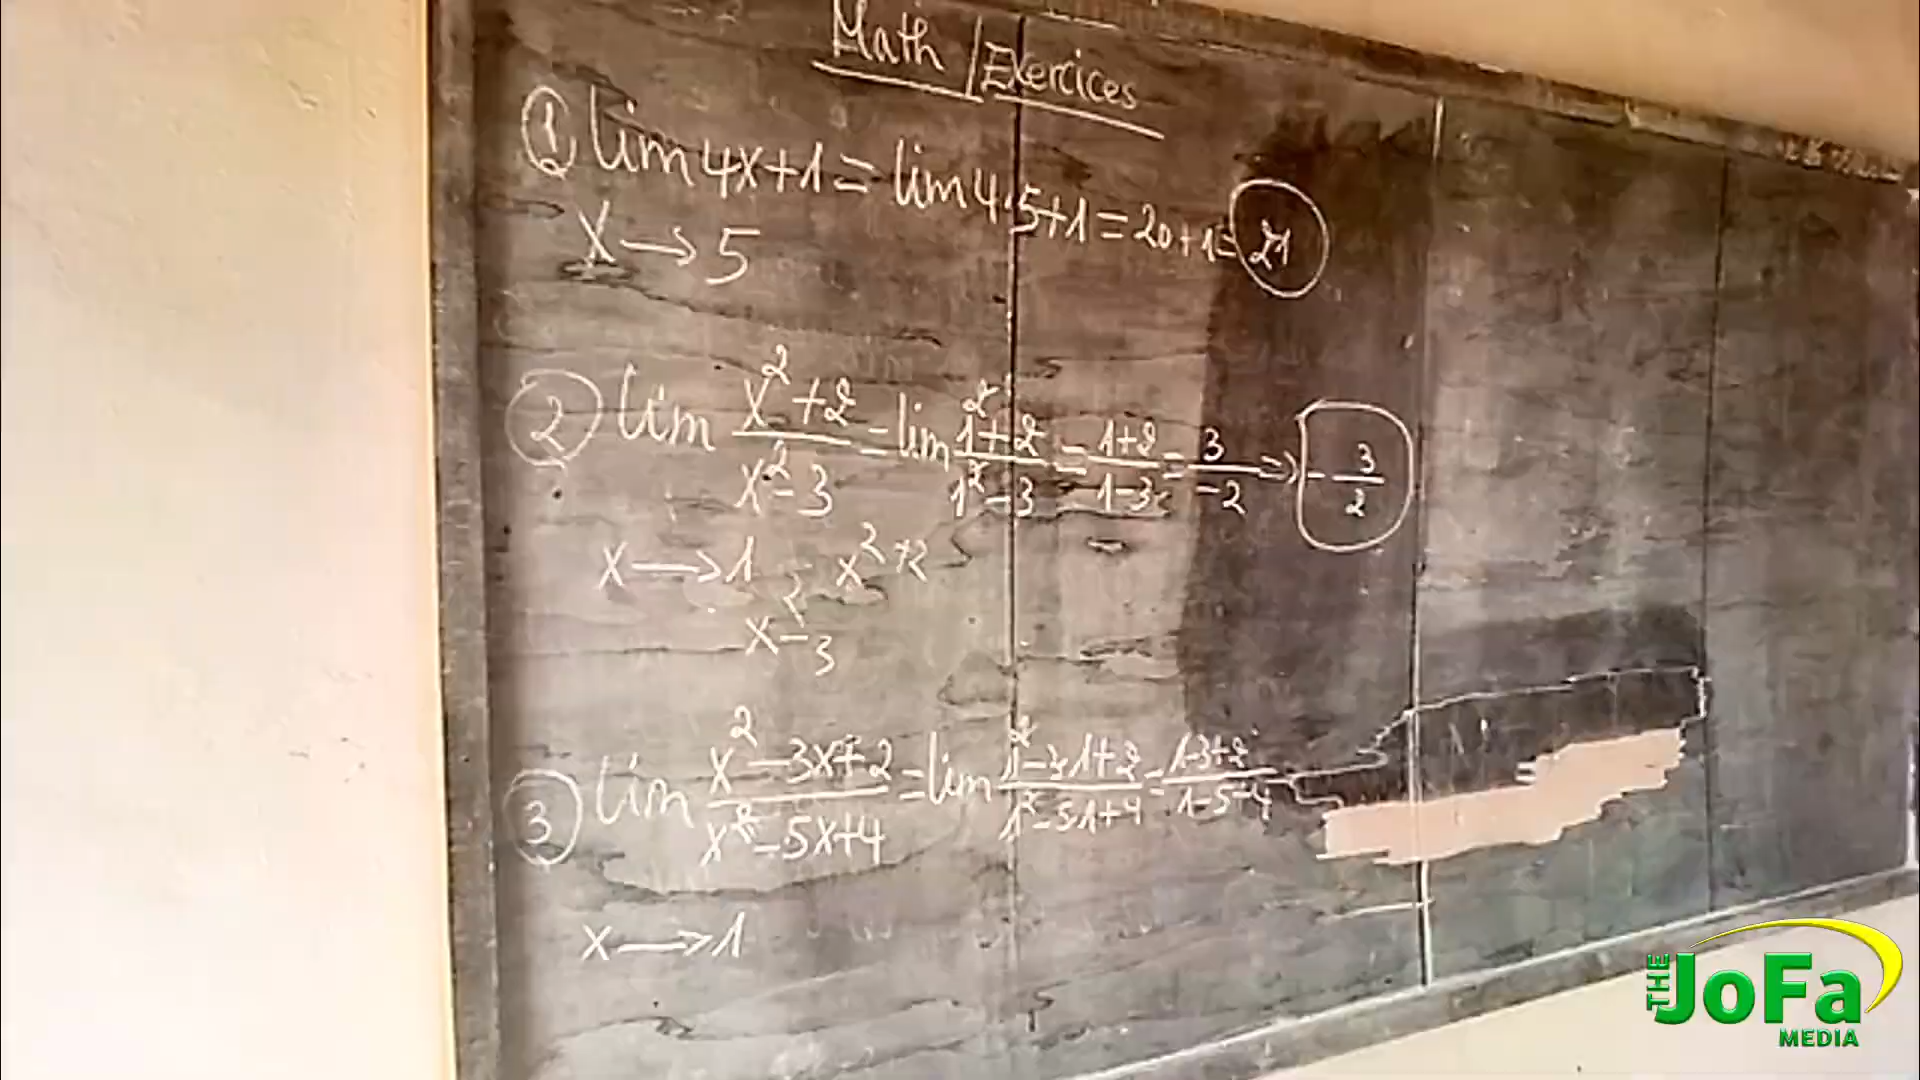 Math / Exercices
① lim 4x+1 = lim 4·5+1 = 20+1 = 21
x → 5
② lim x²+2 / x²-3 = lim 1²+2 / 1²-3 = 1+2 / 1-3 = 3 / -2 => - 3 / 2
x → 1 x²+2
x²-3
③ lim x²-3x+2 / x²-5x+4 = lim 1²-3·1+2 / 1²-5·1+4 = 1-3+2 / 1-5+4
x → 1
THE JoFa
MEDIA